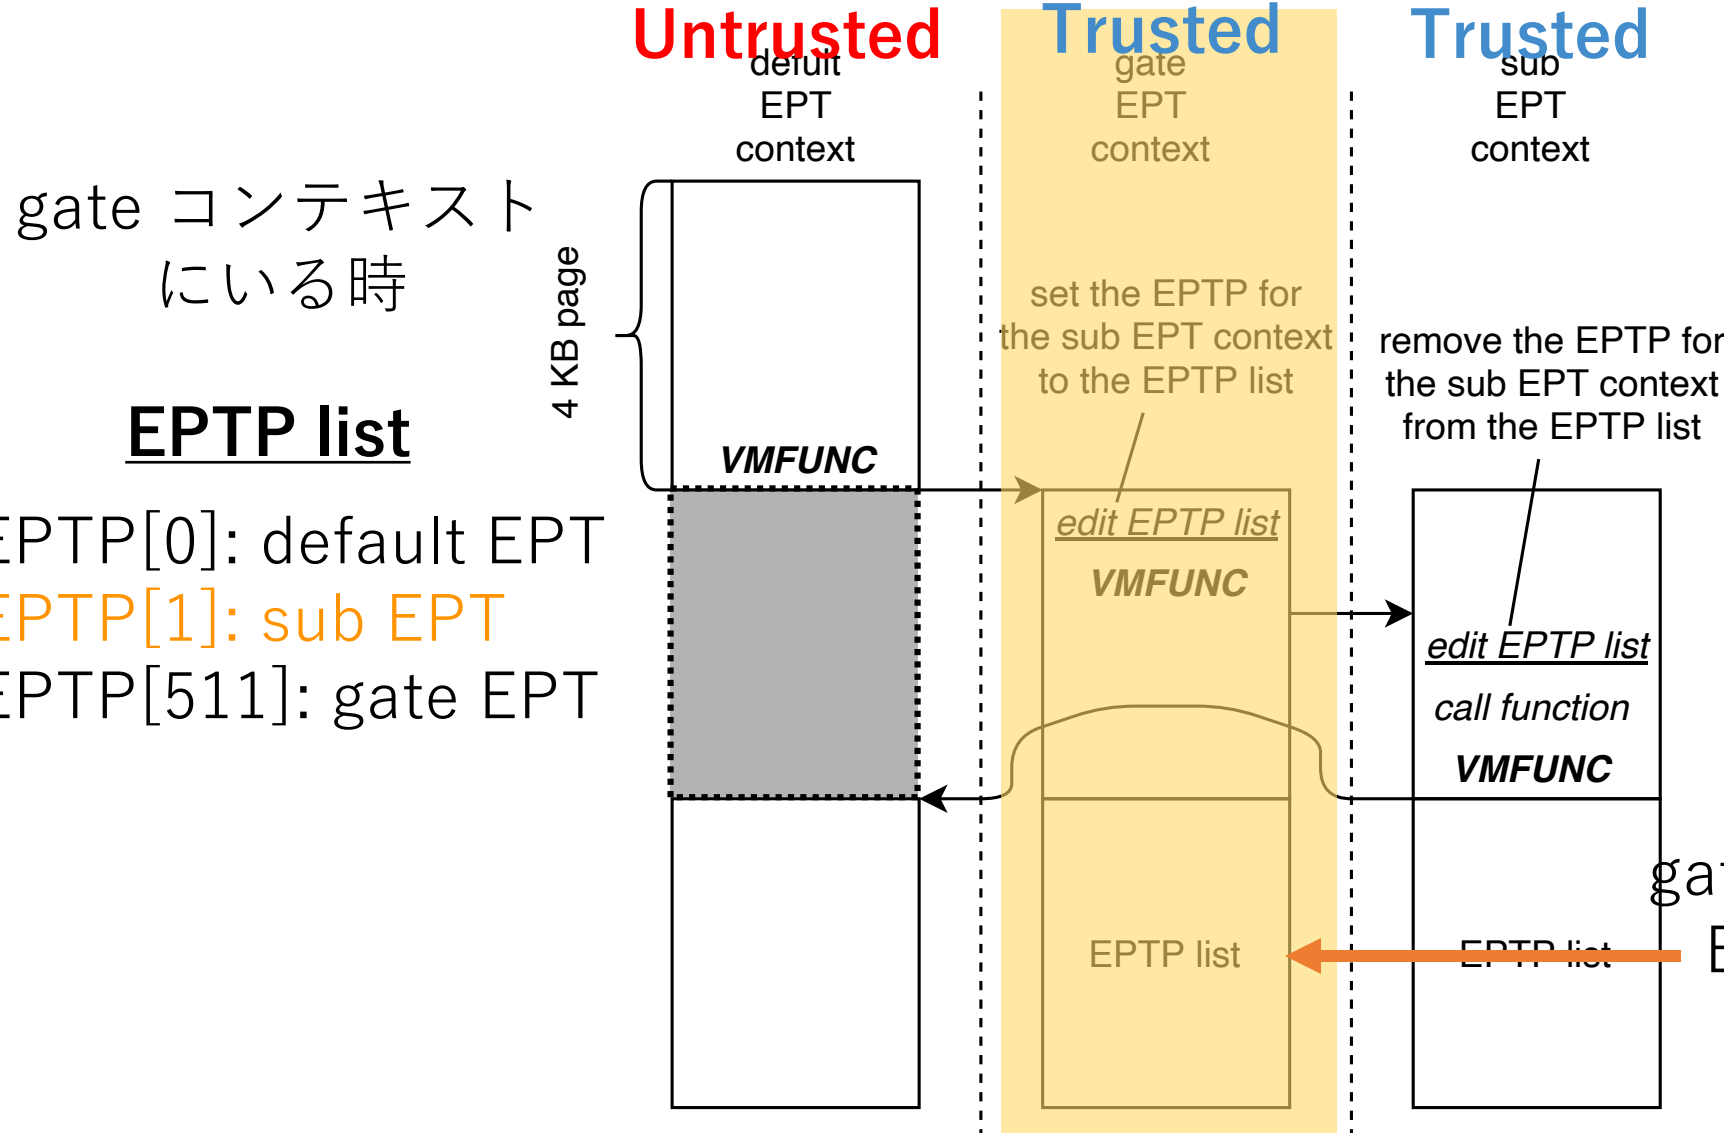 Untrusted
Trusted
Trusted
defult
EPT
context
gate
EPT
context
sub
EPT
context
gate コンテキスト
にいる時
4 KB page
set the EPTP for
the sub EPT context
to the EPTP list
remove the EPTP for
the sub EPT context
from the EPTP list
EPTP list
VMFUNC
EPTP[0]: default EPT
EPTP[1]: sub EPT
EPTP[511]: gate EPT
edit EPTP list
VMFUNC
edit EPTP list
call function
VMFUNC
EPTP list
EPTP list